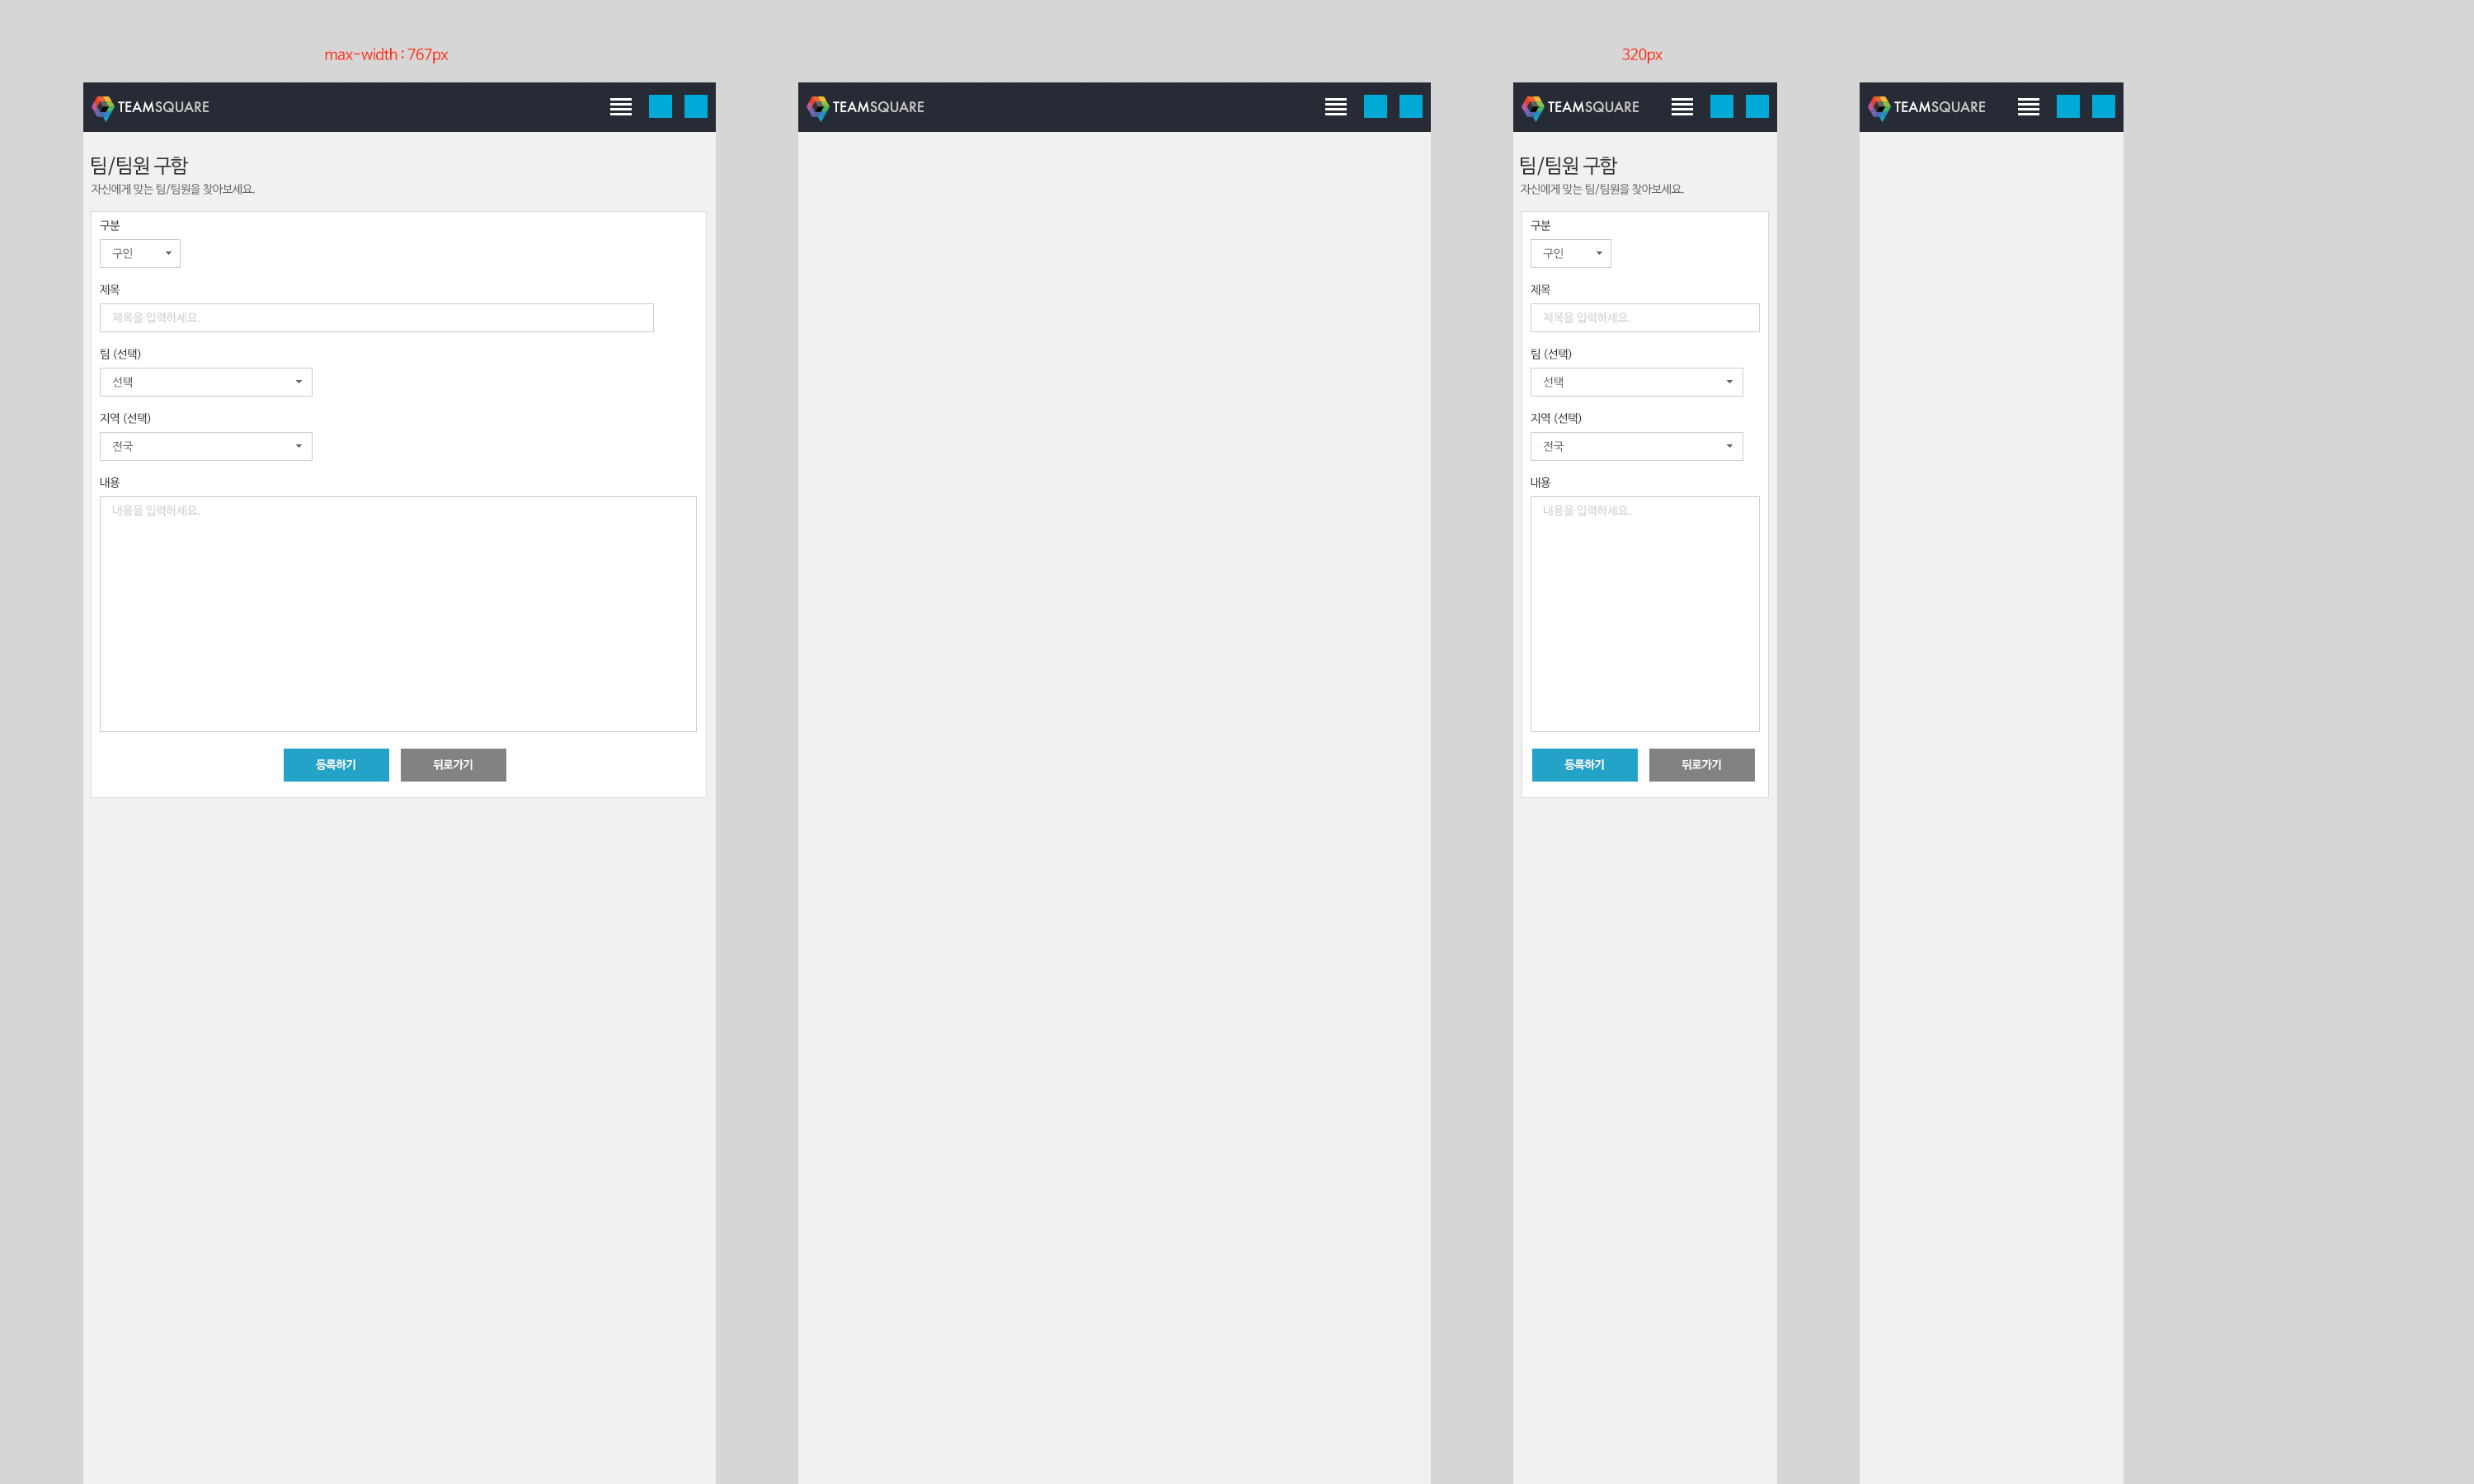 max-width : 767px
320px
TEAMSQUARE
TEAMSQUARE
TEAMSQUARE
TEAMSQUARE
팀/팀원 구함
자신에게 맞는 팀/팀원을 찾아보세요.
구분
구인
제목
제목을 입력하세요.
팀 (선택)
선택
지역 (선택)
전국
내용
내용을 입력하세요.
등록하기
뒤로가기
팀/팀원 구함
자신에게 맞는 팀/팀원을 찾아보세요.
구분
구인
제목
제목을 입력하세요.
팀 (선택)
선택
지역 (선택)
전국
내용
내용을 입력하세요.
등록하기
뒤로가기